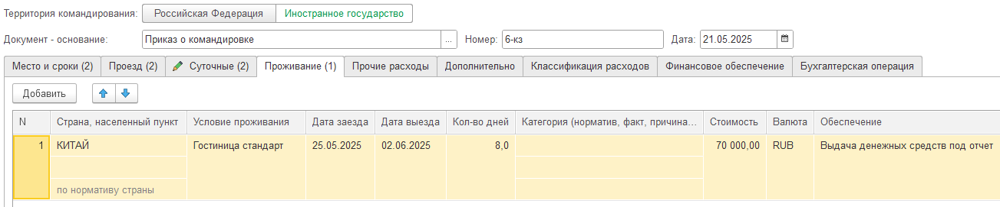 Территория командирования: Российская Федерация Иностранное государство
Документ - основание: Приказ о командировке ... Номер: 6-кз Дата: 21.05.2025
Место и сроки (2) Проезд (2) Суточные (2) Проживание (1) Прочие расходы Дополнительно Классификация расходов Финансовое обеспечение Бухгалтерская операция
Добавить
N Страна, населенный пункт Условие проживания Дата заезда Дата выезда Кол-во дней Категория (норматив, факт, причина... Стоимость Валюта Обеспечение
1 КИТАЙ Гостиница стандарт 25.05.2025 02.06.2025 8,0 70 000,00 RUB Выдача денежных средств под отчет
по нормативу страны